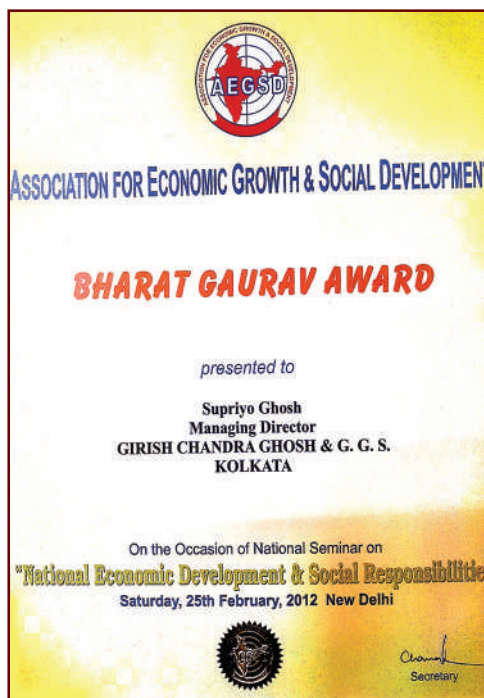 ASSOCIATION FOR ECONOMIC GROWTH & SOCIAL DEVELOPMENT
AEGSD
ASSOCIATION FOR ECONOMIC GROWTH & SOCIAL DEVELOPMENT
BHARAT GAURAV AWARD
presented to
Supriyo Ghosh
Managing Director
GIRISH CHANDRA GHOSH & G. G. S.
KOLKATA
On the Occasion of National Seminar on
"National Economic Development & Social Responsibilitie
Saturday, 25th February, 2012 New Delhi
Secretary